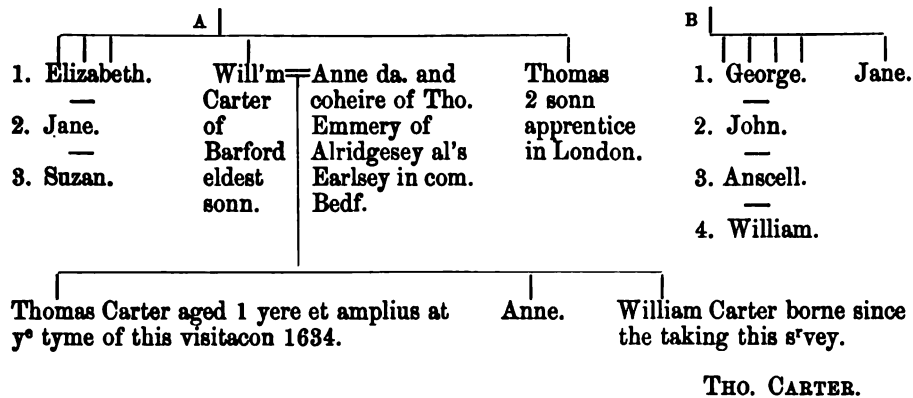 A
B
1. Elizabeth.
2. Jane.
3. Suzan.
Will'm
Carter
of
Barford
eldest
sonn.
Anne da. and
coheire of Tho.
Emmery of
Alridgesey al's
Earlsey in com.
Bedf.
Thomas
2 sonn
apprentice
in London.
1. George.
2. John.
3. Anscell.
4. William.
Jane.
Thomas Carter aged 1 yere et amplius at
yᵉ tyme of this visitacon 1634.
Anne.
William Carter borne since
the taking this sʳvey.
THO. CARTER.